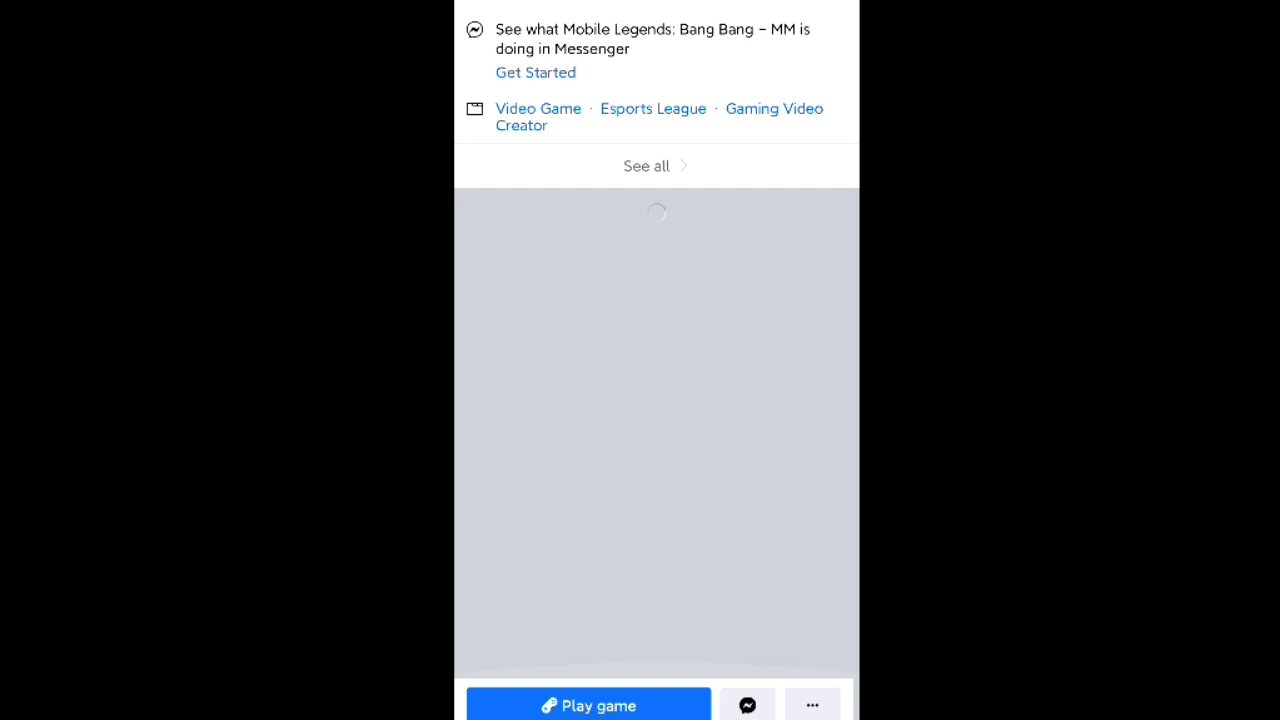 See what Mobile Legends: Bang Bang - MM is
doing in Messenger
Get Started
Video Game · Esports League · Gaming Video
Creator
See all
Play game